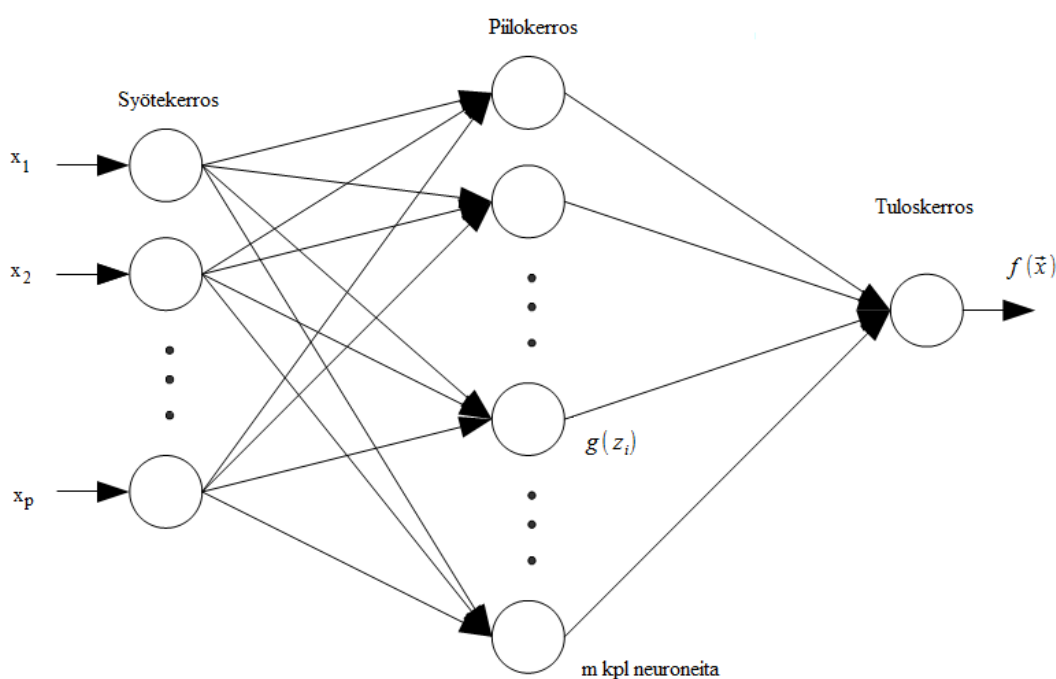 Piilokerros
Syötekerros
x1
x2
xp
Tuloskerros
f(x⃗)
g(zi)
m kpl neuroneita